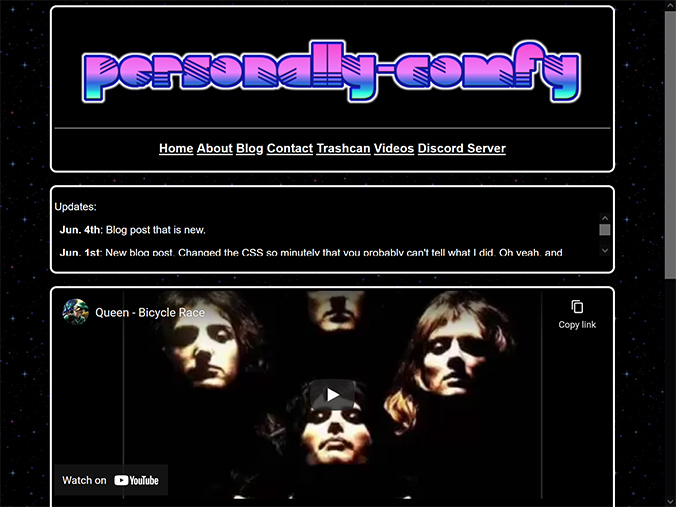 personally-comfy
Home About Blog Contact Trashcan Videos Discord Server
Updates:
Jun. 4th: Blog post that is new.
Jun. 1st: New blog post. Changed the CSS so minutely that you probably can't tell what I did. Oh yeah, and
Queen - Bicycle Race
Copy link
Watch on YouTube